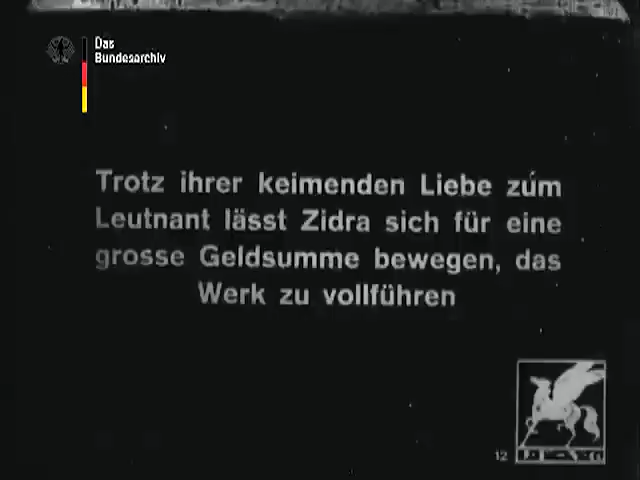 Das
Bundesarchiv
Trotz ihrer keimenden Liebe zum
Leutnant lässt Zidra sich für eine
grosse Geldsumme bewegen, das
Werk zu vollführen
12